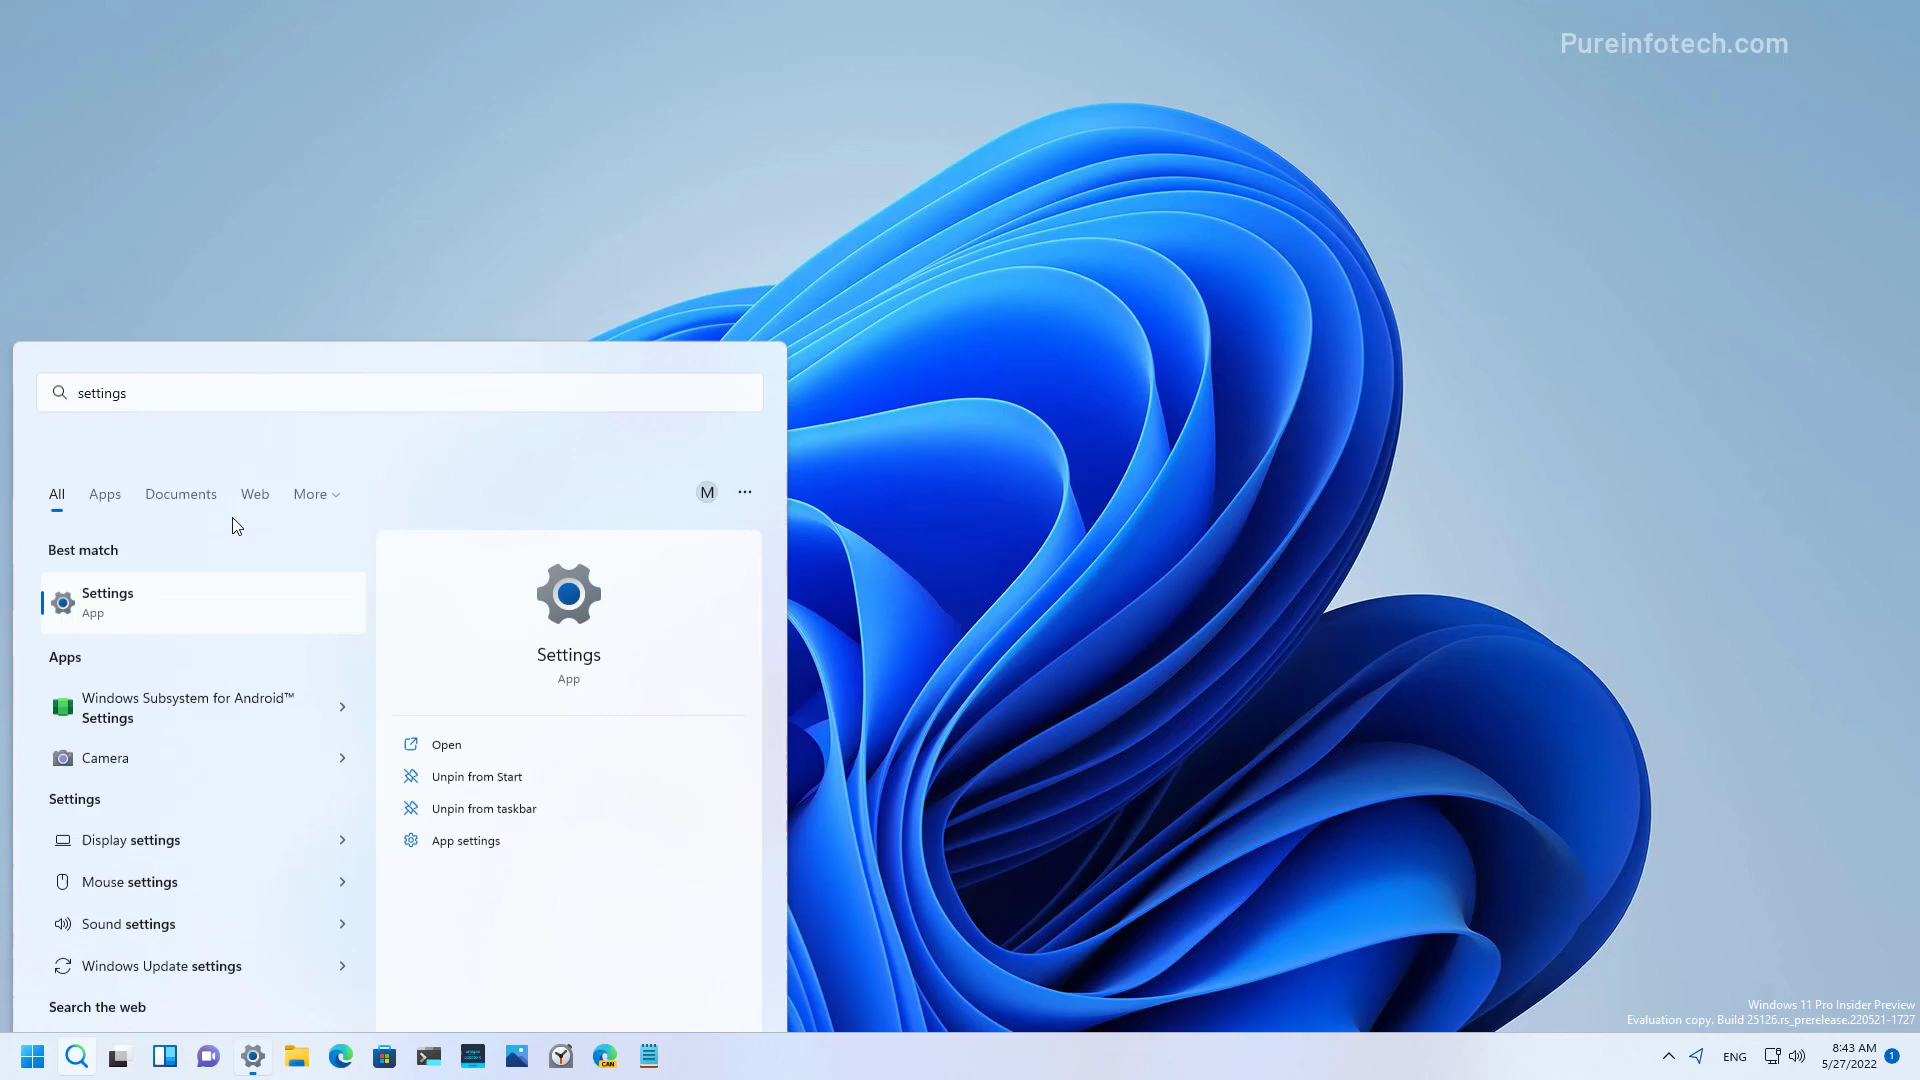 Pureinfotech.com
settings
All Apps Documents Web More
M
Best match
Settings
App
Apps
Windows Subsystem for Android™
Settings
Camera
Settings
Display settings
Mouse settings
Sound settings
Windows Update settings
Search the web
Settings
App
Open
Unpin from Start
Unpin from taskbar
App settings
Windows 11 Pro Insider Preview
Evaluation copy. Build 25126.rs_prerelease.220521-1727
CAN
ENG
8:43 AM
5/27/2022
1